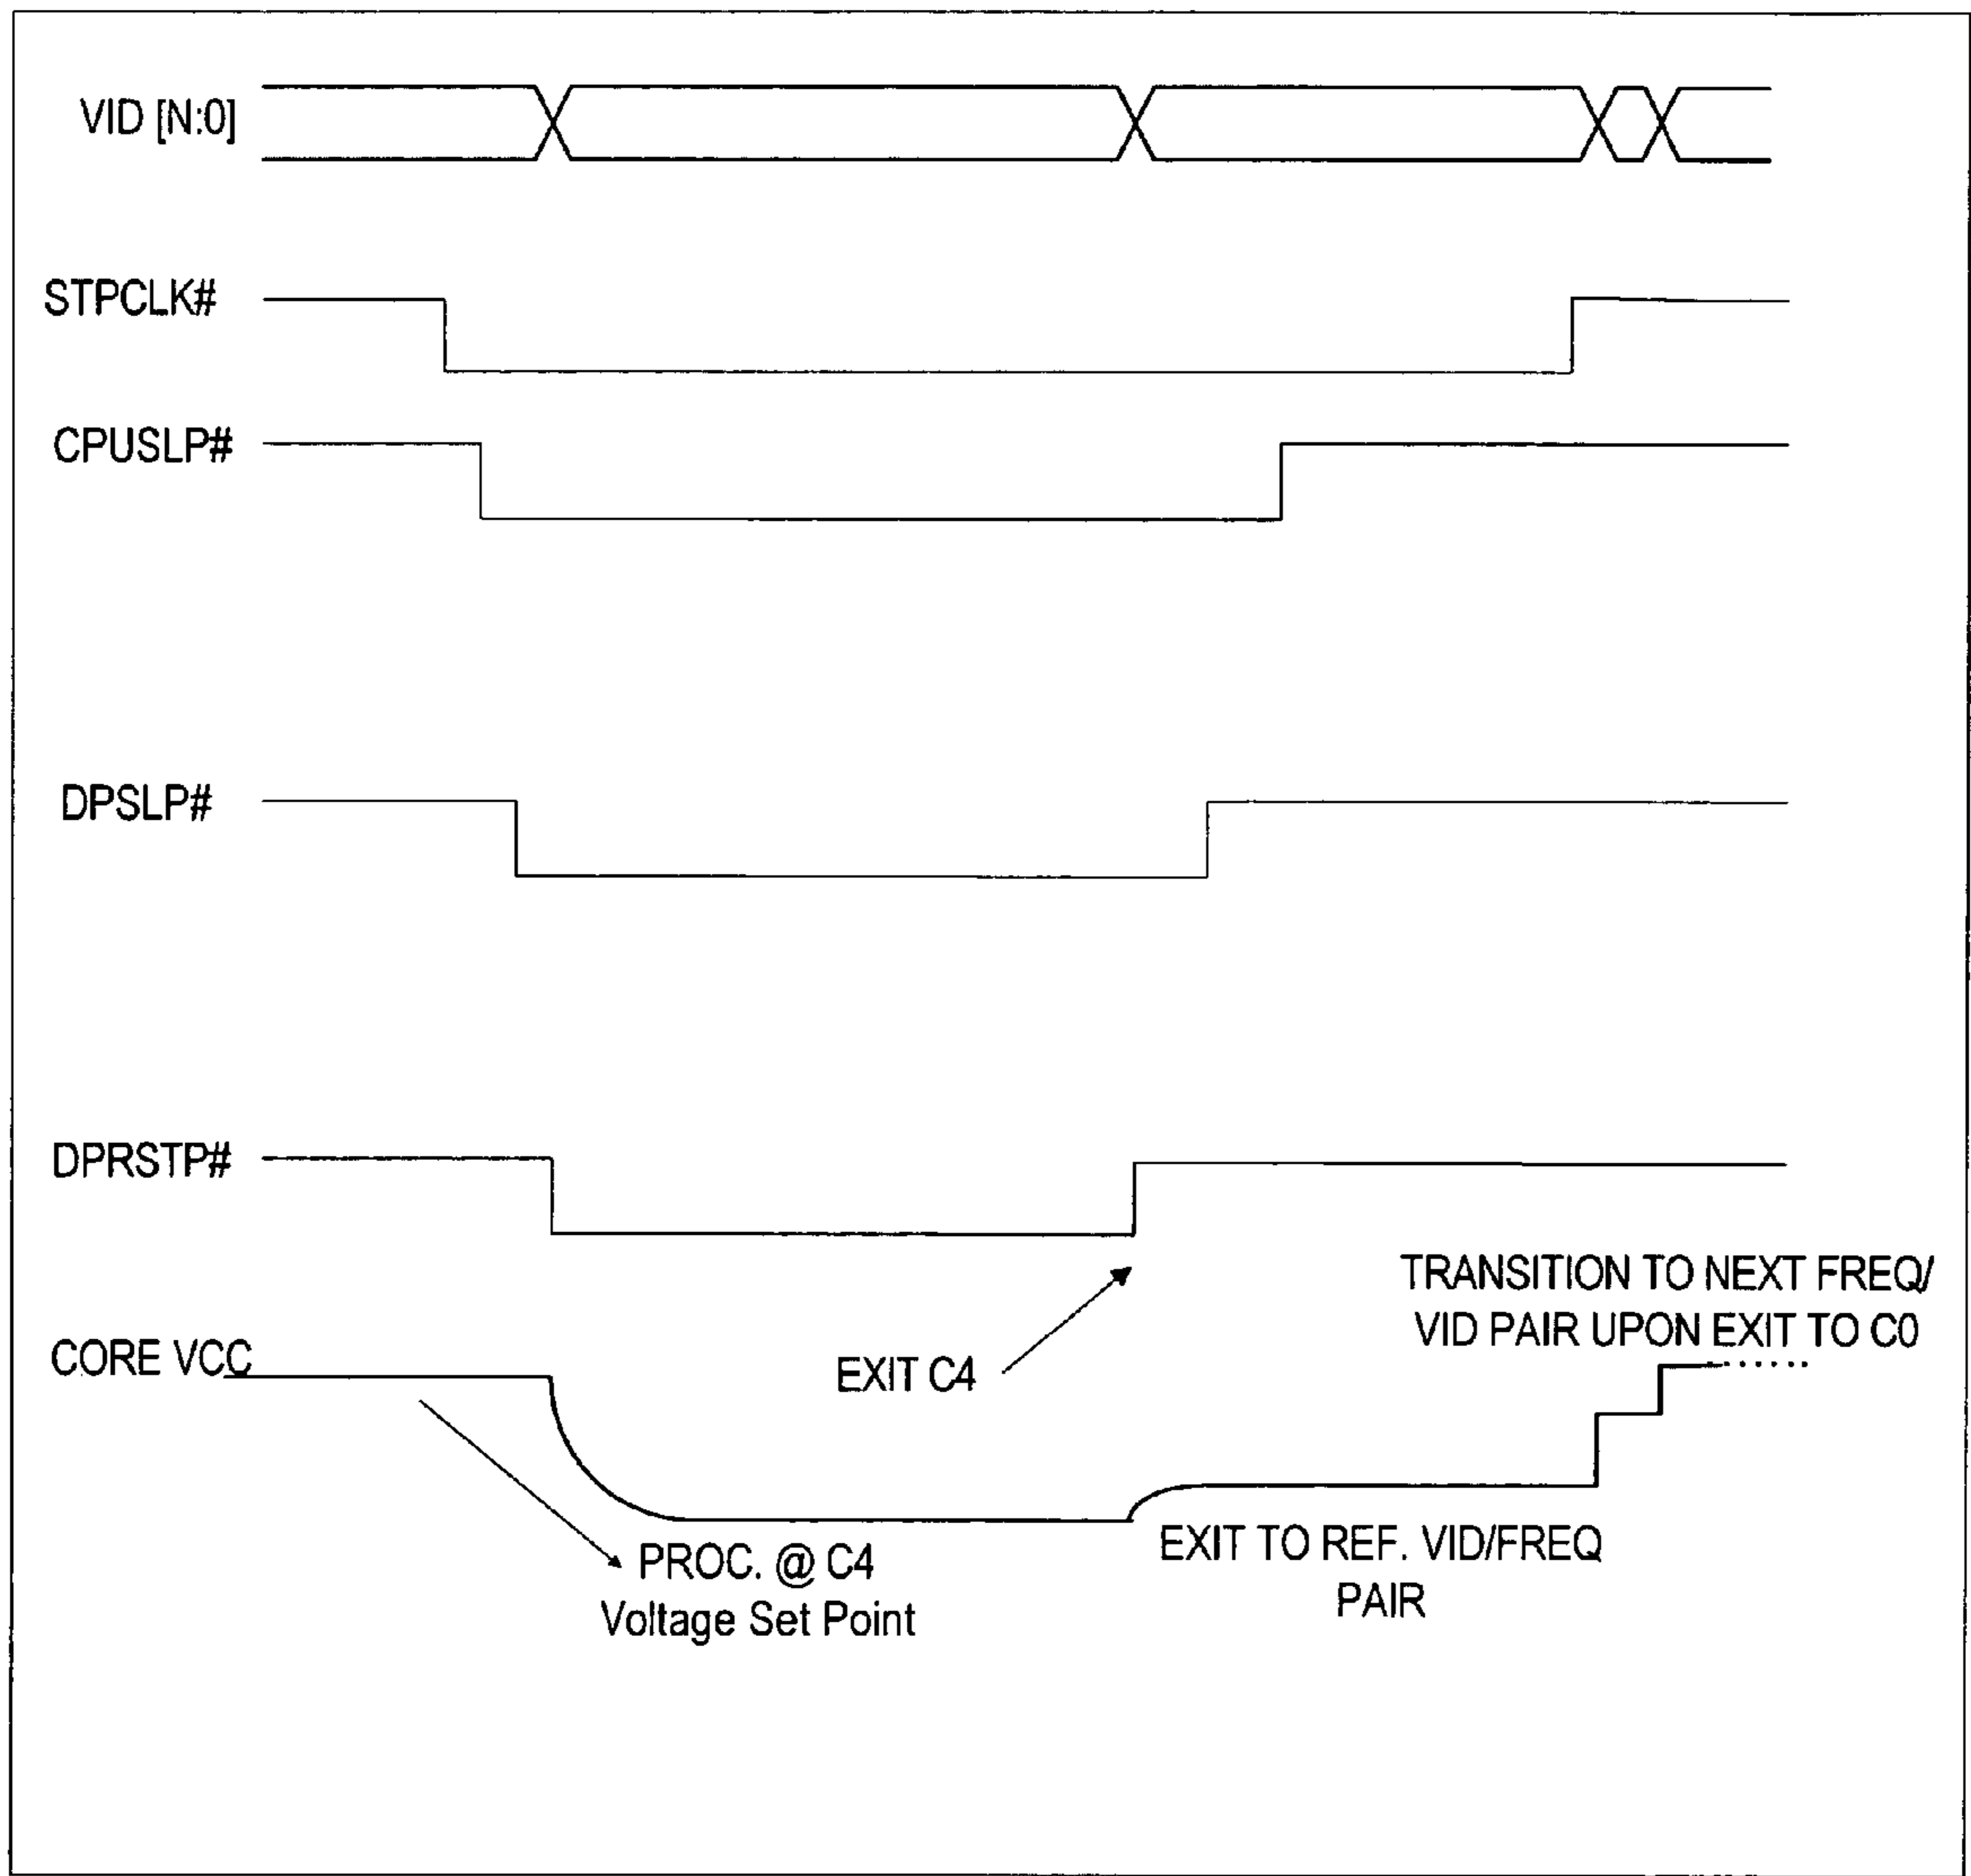 VID [N:0]
STPCLK#
CPUSLP#
DPSLP#
DPRSTP#
TRANSITION TO NEXT FREQ/
VID PAIR UPON EXIT TO C0
CORE VCC
EXIT C4
EXIT TO REF. VID/FREQ
PAIR
PROC. @ C4
Voltage Set Point